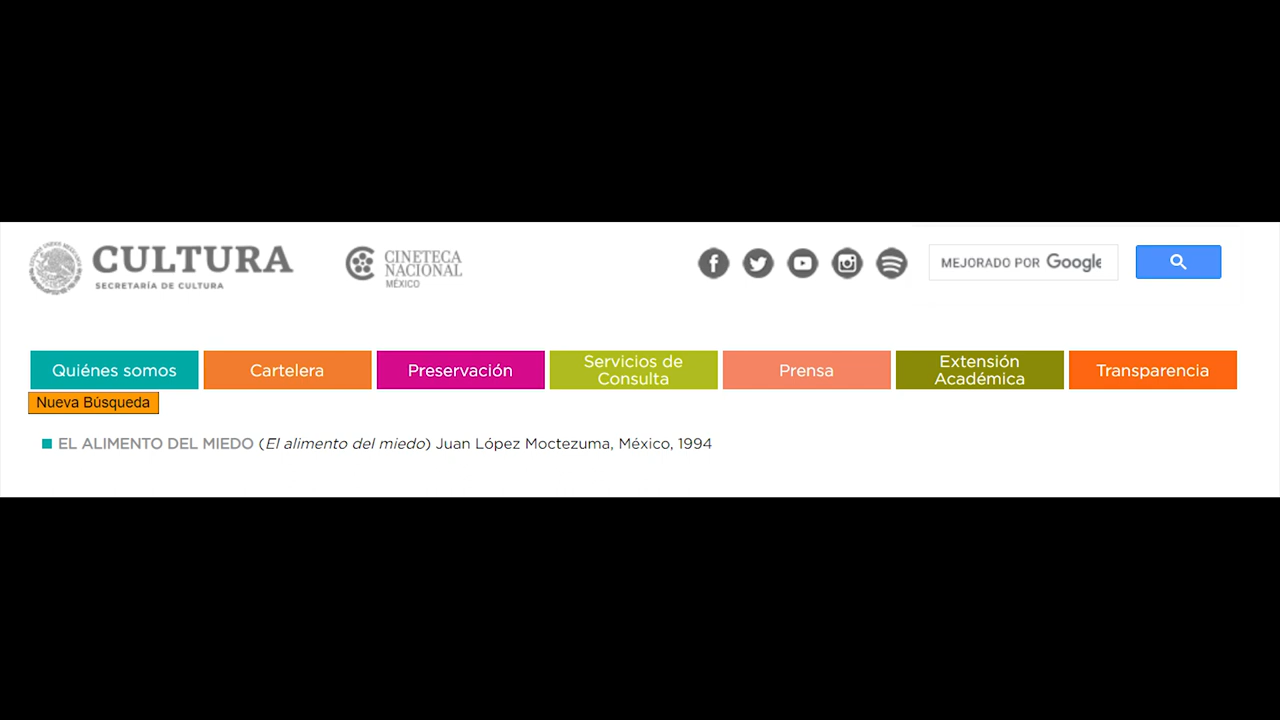 CULTURA
SECRETARÍA DE CULTURA
CINETECA
NACIONAL
MÉXICO
MEJORADO POR Google
Quiénes somos
Cartelera
Preservación
Servicios de
Consulta
Prensa
Extensión
Académica
Transparencia
Nueva Búsqueda
EL ALIMENTO DEL MIEDO (El alimento del miedo) Juan López Moctezuma, México, 1994